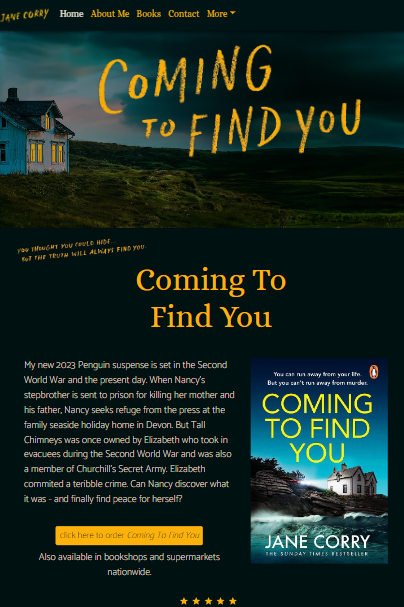 JANE CORRY Home About Me Books Contact More
COMING
TO FIND YOU
YOU THOUGHT YOU COULD HIDE..
BUT THE TRUTH WILL ALWAYS FIND YOU.
Coming To
Find You
My new 2023 Penguin suspense is set in the Second
World War and the present day. When Nancy's
stepbrother is sent to prison for killing her mother and
his father, Nancy seeks refuge from the press at the
family seaside holiday home in Devon. But Tall
Chimneys was once owned by Elizabeth who took in
evacuees during the Second World War and was also
a member of Churchill's Secret Army. Elizabeth
commited a teribble crime. Can Nancy discover what
it was - and finally find peace for herself?
click here to order Coming To Find You
Also available in bookshops and supermarkets
nationwide.
You can run away from your life.
But you can't run away from murder.
COMING
TO FIND
YOU
JANE CORRY
THE SUNDAY TIMES BESTSELLER